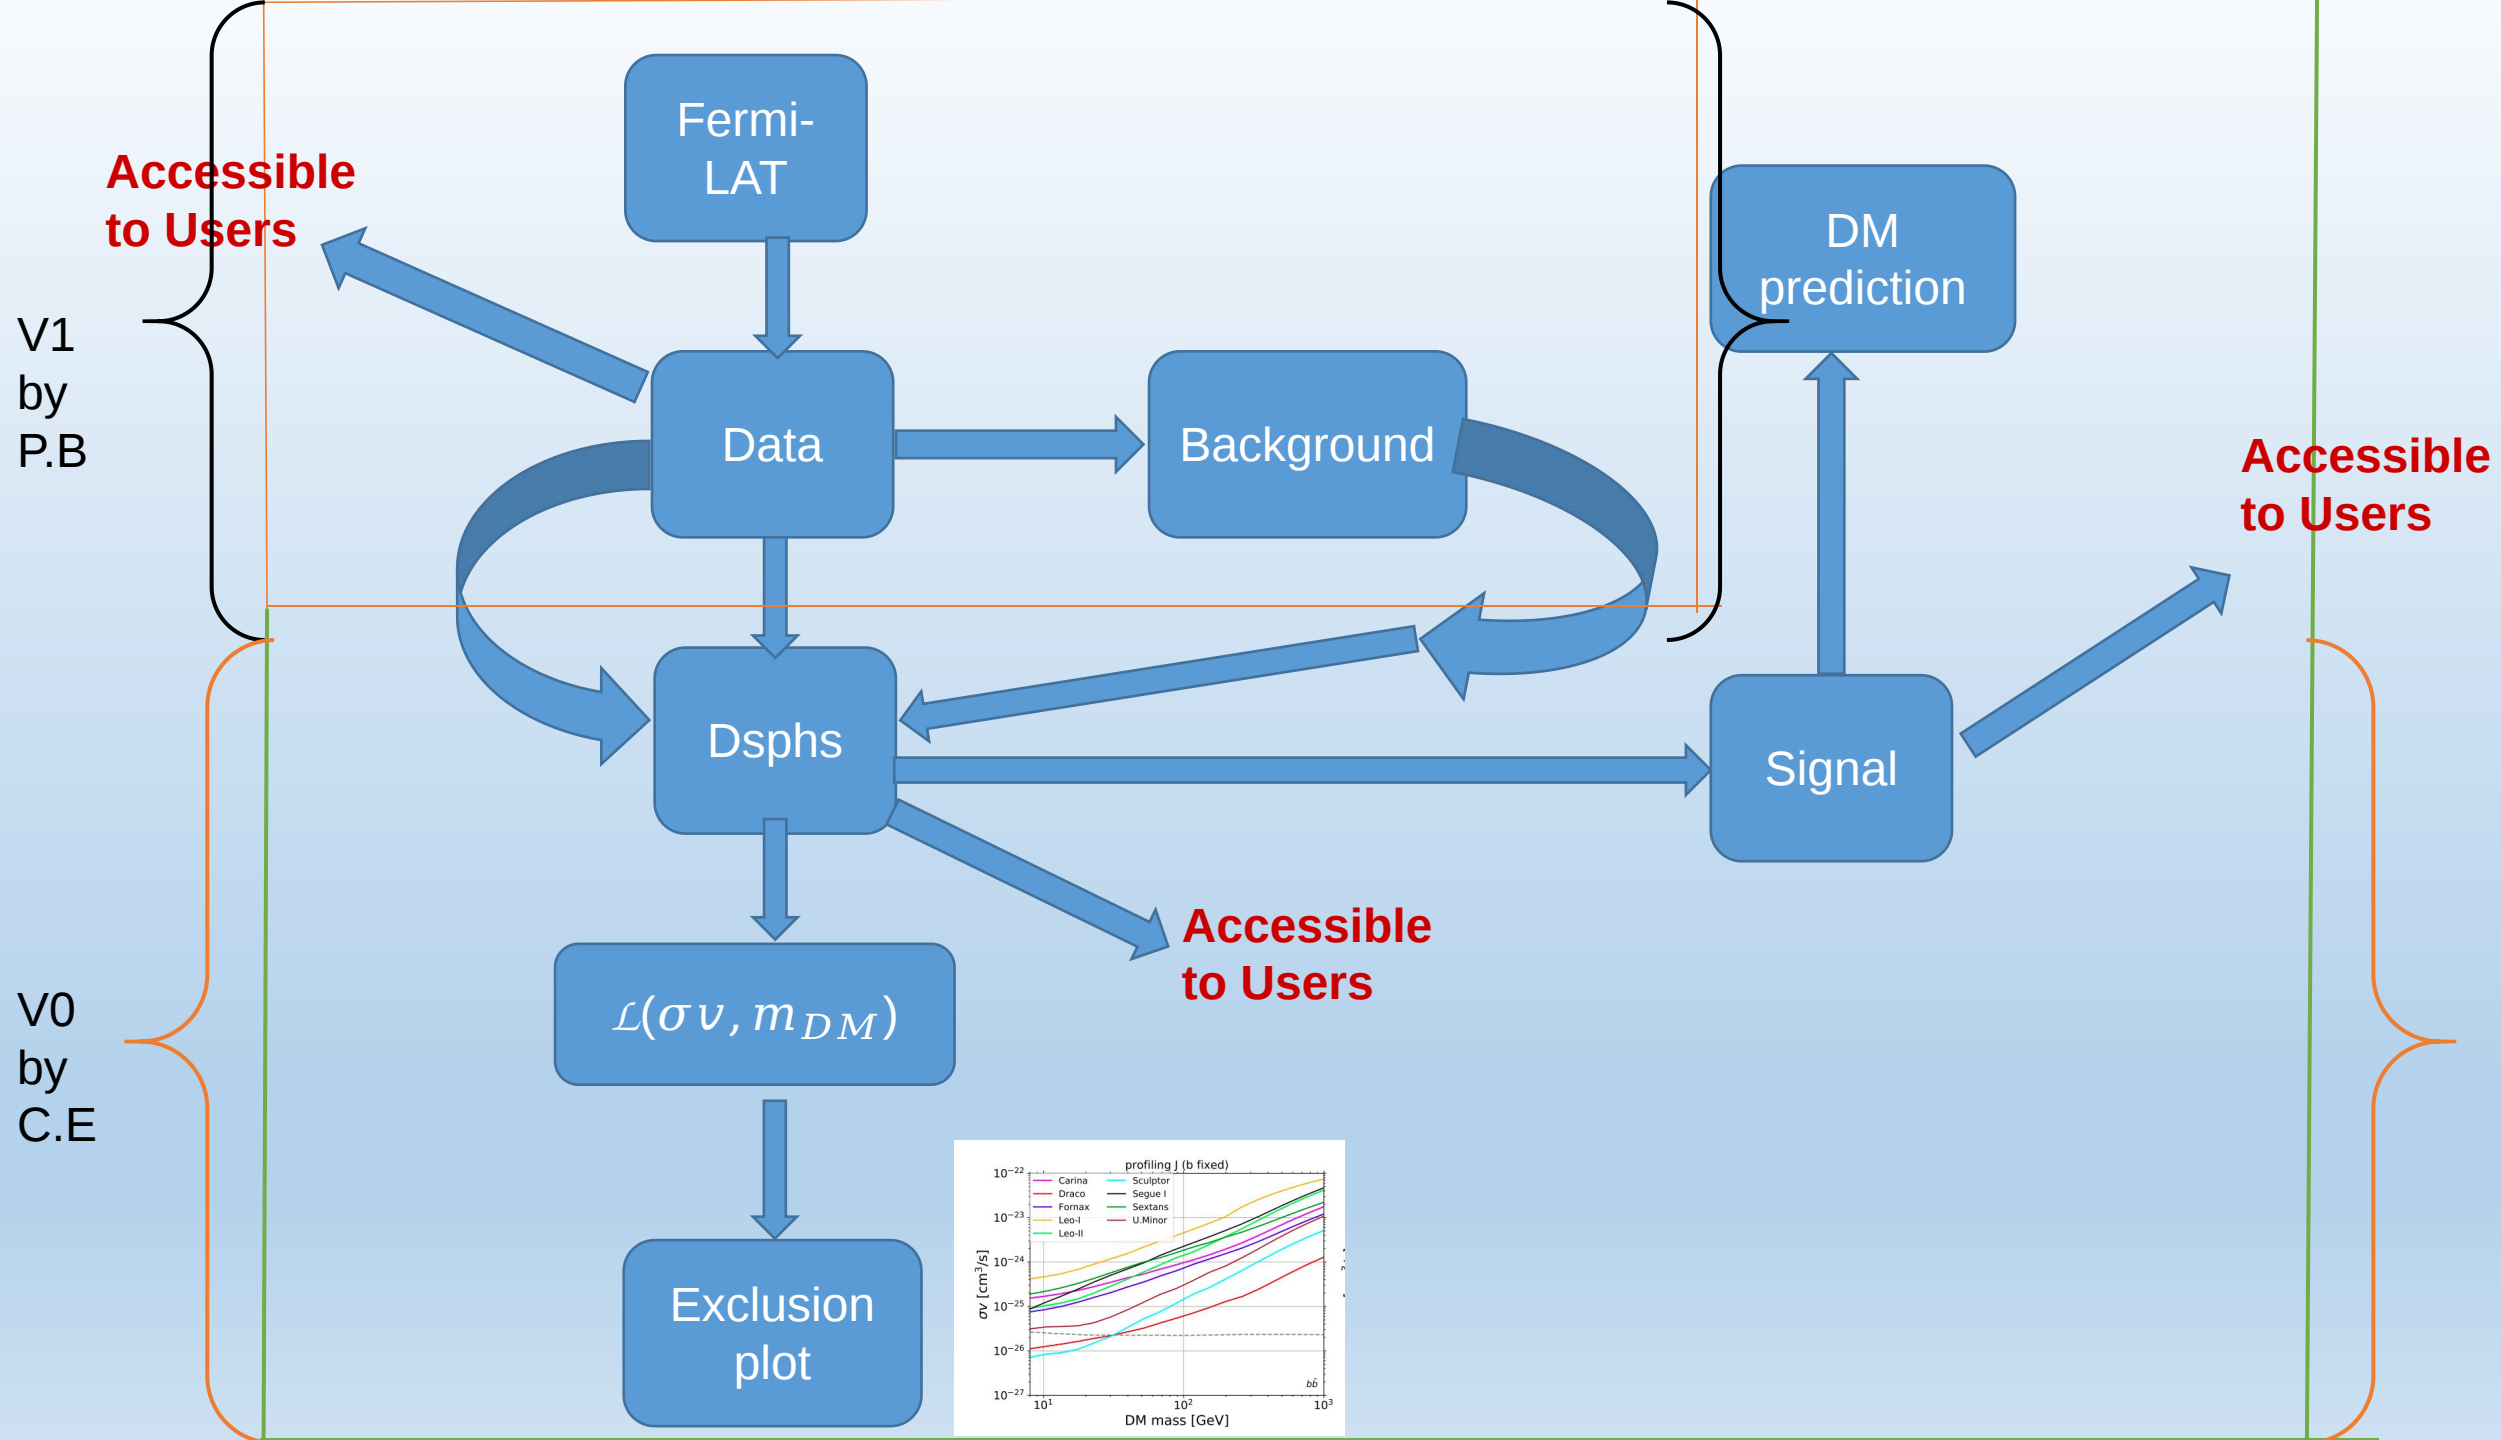 Fermi-
LAT
Accessible
to Users
DM
prediction
V1
by
P.B
Data
Background
Accessible
to Users
Dsphs
Signal
Accessible
to Users
V0
by
C.E
ℒ(σv, m_DM)
Exclusion
plot
profiling J (b fixed)
Carina
Draco
Fornax
Leo-I
Leo-II
Sculptor
Segue I
Sextans
U.Minor
10⁻²²
10⁻²³
10⁻²⁴
10⁻²⁵
10⁻²⁶
10⁻²⁷
σv [cm³/s]
bb̄
10¹ 10² 10³
DM mass [GeV]